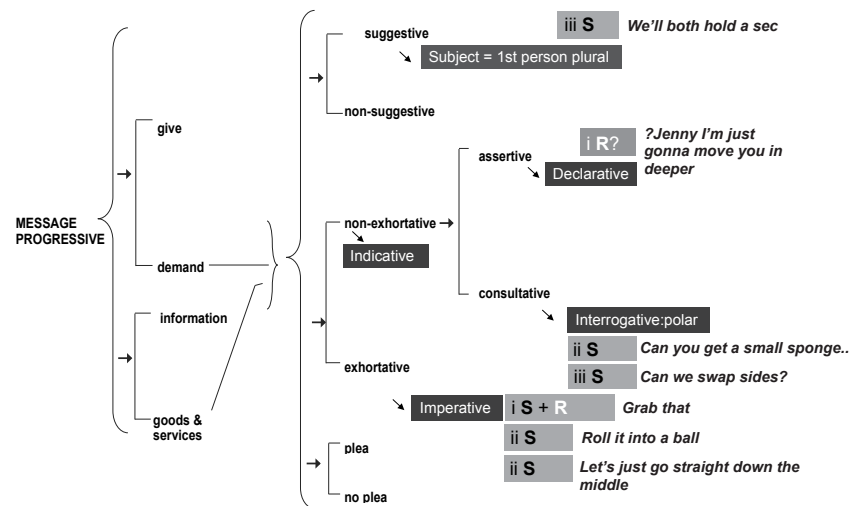 suggestive
iii S We'll both hold a sec
Subject = 1st person plural
non-suggestive
give
?Jenny I'm just
gonna move you in
deeper
i R?
assertive
Declarative
MESSAGE
PROGRESSIVE
non-exhortative
Indicative
demand
consultative
information
Interrogative:polar
ii S Can you get a small sponge..
iii S Can we swap sides?
exhortative
Imperative i S + R Grab that
goods &
services
ii S Roll it into a ball
plea
ii S Let's just go straight down the
middle
no plea